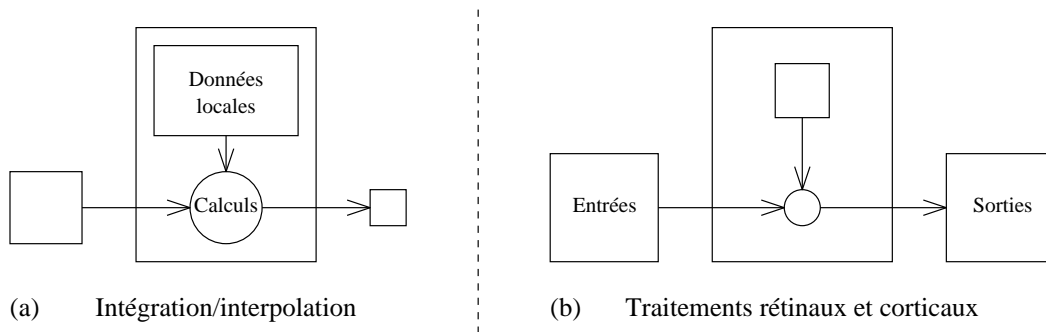 Données
locales
Calculs
Entrées
Sorties
(a) Intégration/interpolation
(b) Traitements rétinaux et corticaux